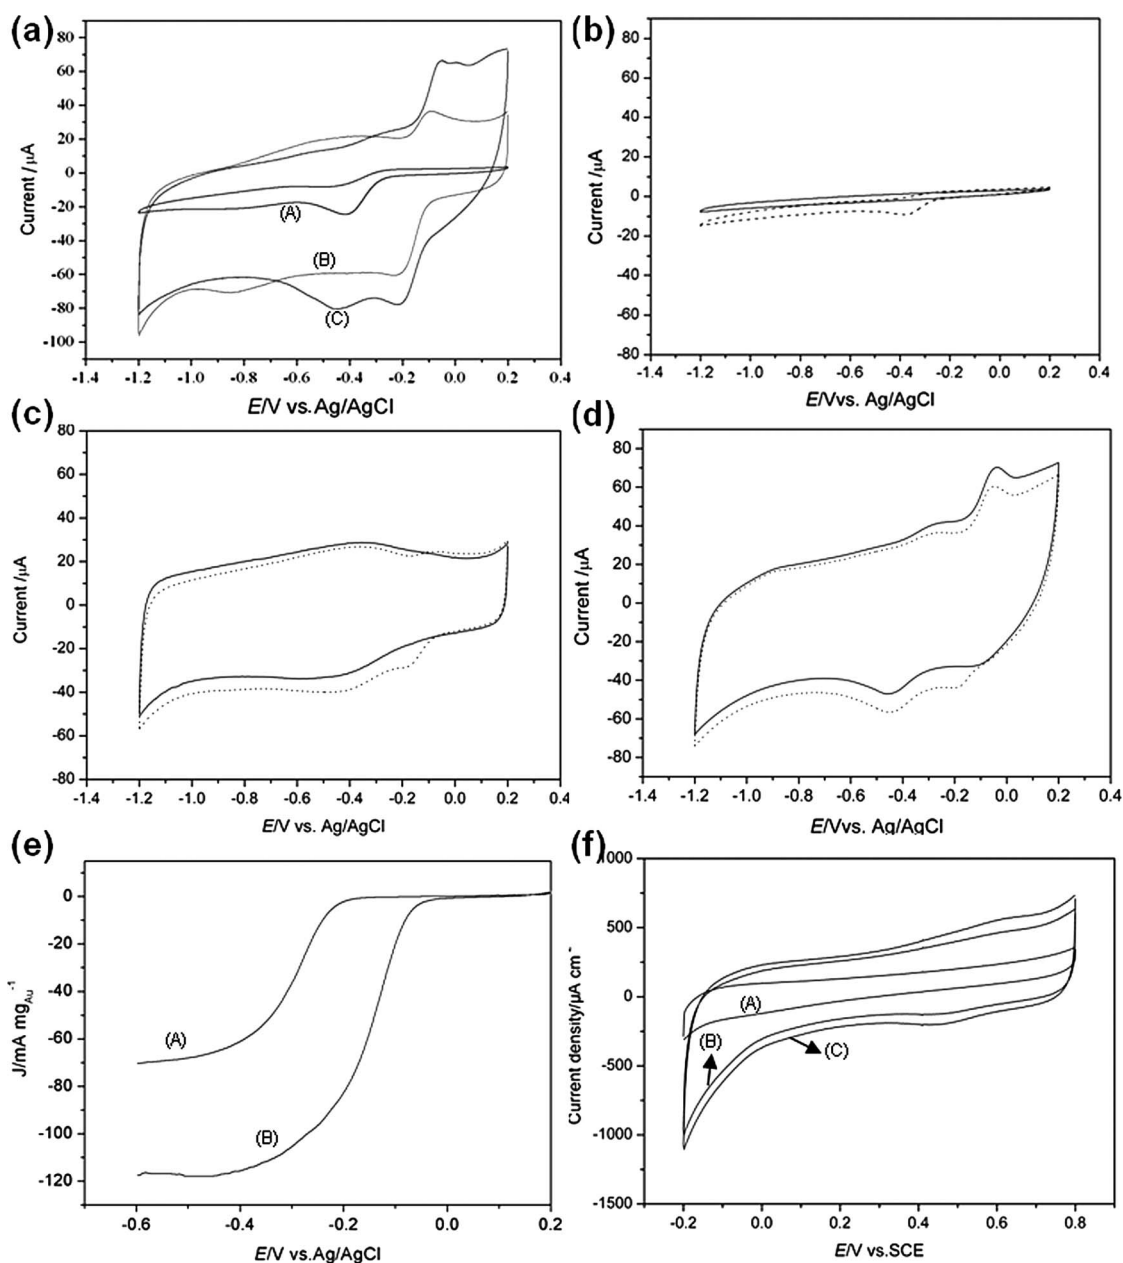 (a)
80
60
40
20
0
-20
-40
-60
-80
-100
Current /μA
(A)
(B)
(C)
-1.4 -1.2 -1.0 -0.8 -0.6 -0.4 -0.2 0.0 0.2 0.4
E/V vs.Ag/AgCl
(b)
80
60
40
20
0
-20
-40
-60
-80
Current /μA
-1.4 -1.2 -1.0 -0.8 -0.6 -0.4 -0.2 0.0 0.2 0.4
E/Vvs. Ag/AgCl
(c)
80
60
40
20
0
-20
-40
-60
-80
Current /μA
-1.4 -1.2 -1.0 -0.8 -0.6 -0.4 -0.2 0.0 0.2 0.4
E/V vs. Ag/AgCl
(d)
80
60
40
20
0
-20
-40
-60
-80
Current /μA
-1.4 -1.2 -1.0 -0.8 -0.6 -0.4 -0.2 0.0 0.2 0.4
E/Vvs. Ag/AgCl
(e)
0
-20
-40
-60
-80
-100
-120
J/mA mg Au -1
(A)
(B)
-0.6 -0.4 -0.2 0.0 0.2
E/V vs.Ag/AgCl
(f)
1000
500
0
-500
-1000
-1500
Current density/μA cm-
(A)
(B)
(C)
-0.2 0.0 0.2 0.4 0.6 0.8
E/V vs.SCE